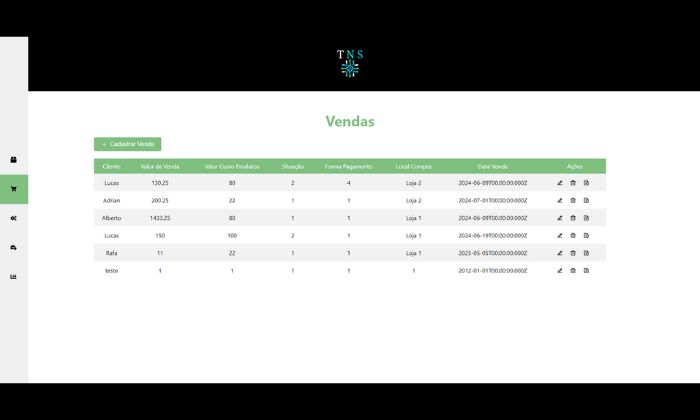 TNS
Vendas
+ Cadastrar Venda
Cliente Valor da Venda Valor Custo Produtos Situação Forma Pagamento Local Compra Data Venda Ações
Lucas 130.25 80 2 4 Loja 2 2024-06-09T00:00:00.000Z
Adrian 200.25 22 1 1 Loja 2 2024-07-01T00:00:00.000Z
Alberto 1433.25 80 1 1 Loja 1 2024-06-09T00:00:00.000Z
Lucas 150 100 2 1 Loja 1 2024-06-19T00:00:00.000Z
Rafa 11 22 1 1 Loja 1 2025-05-05T00:00:00.000Z
teste 1 1 1 1 1 2012-01-01T00:00:00.000Z